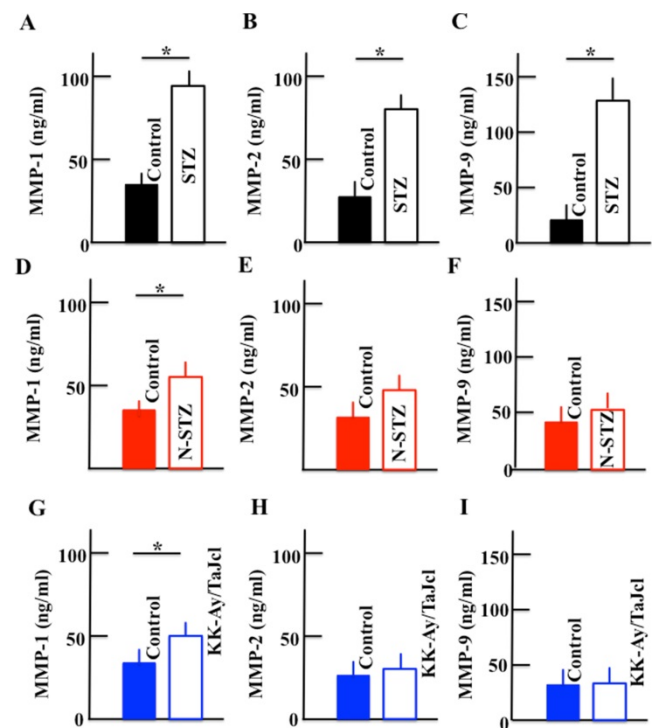 A
B
C
MMP-1 (ng/ml)
100
50
0
*
Control
STZ
MMP-2 (ng/ml)
100
50
0
*
Control
STZ
MMP-9 (ng/ml)
150
100
50
0
*
Control
STZ
D
E
F
MMP-1 (ng/ml)
100
50
0
*
Control
N-STZ
MMP-2 (ng/ml)
100
50
0
Control
N-STZ
MMP-9 (ng/ml)
150
100
50
0
Control
N-STZ
G
H
I
MMP-1 (ng/ml)
100
50
0
*
Control
KK-Ay/TaJcl
MMP-2 (ng/ml)
100
50
0
Control
KK-Ay/TaJcl
MMP-9 (ng/ml)
150
100
50
0
Control
KK-Ay/TaJcl